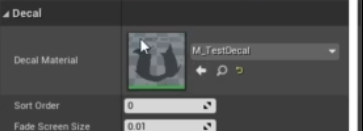 Decal
Decal Material
M_TestDecal
Sort Order 0
Fade Screen Size 0.01